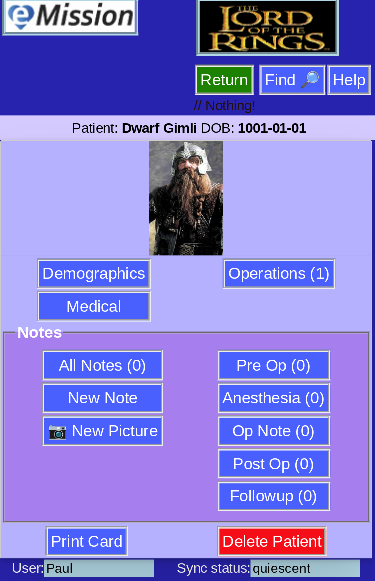 eMission
THE
LORD
OF THE
RINGS
Return Find 🔎 Help
// Nothing!
Patient: Dwarf Gimli DOB: 1001-01-01
Demographics Operations (1)
Medical
Notes
All Notes (0) Pre Op (0)
New Note Anesthesia (0)
📷 New Picture Op Note (0)
Post Op (0)
Followup (0)
Print Card Delete Patient
User: Paul Sync status: quiescent